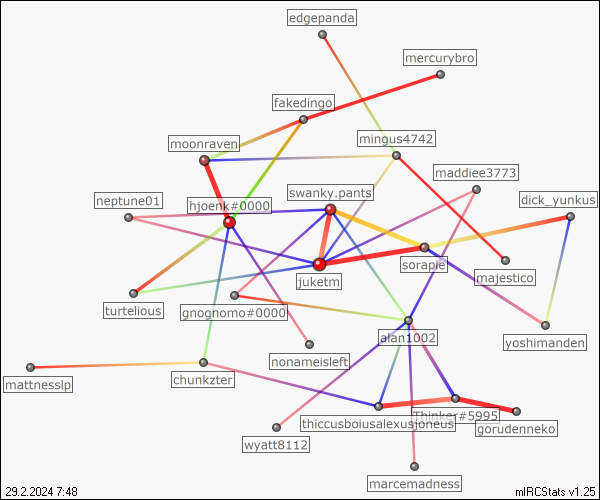 edgepanda
mercurybro
fakedingo
mingus4742
moonraven
maddiee3773
swanky.pants
neptune01
dick_yunkus
hjoenk#0000
sorapie
majestico
juketm
turtelious
gnognomo#0000
alan1002
yoshimanden
nonameisleft
chunkzter
mattnesslp
Thinker#5995
thiccusboiusalexusjoneus
gorudenneko
wyatt8112
marcemadness
29.2.2024 7:48
mIRCStats v1.25